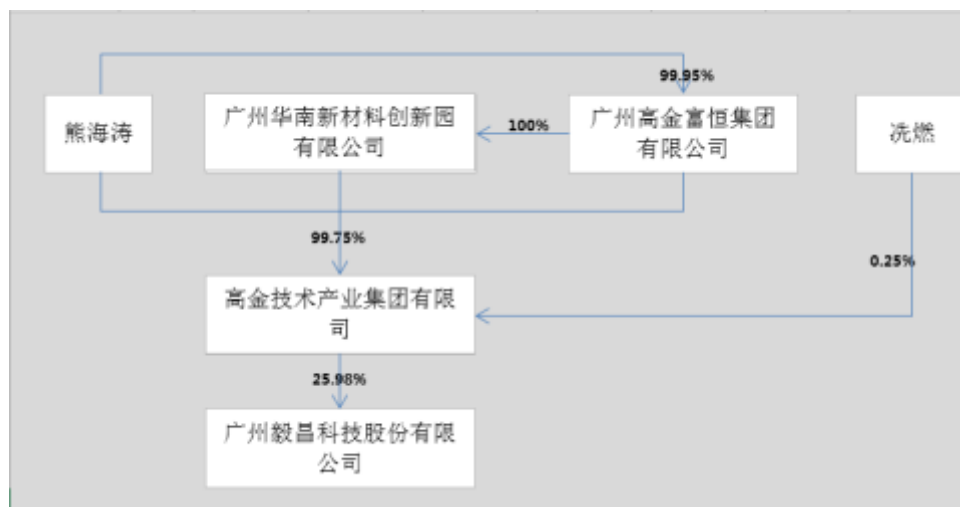 99.95%
熊海涛
广州华南新材料创新园
有限公司
100%
广州高金富恒集团
有限公司
冼燃
99.75%
0.25%
高金技术产业集团有限
司
25.98%
广州毅昌科技股份有限
公司